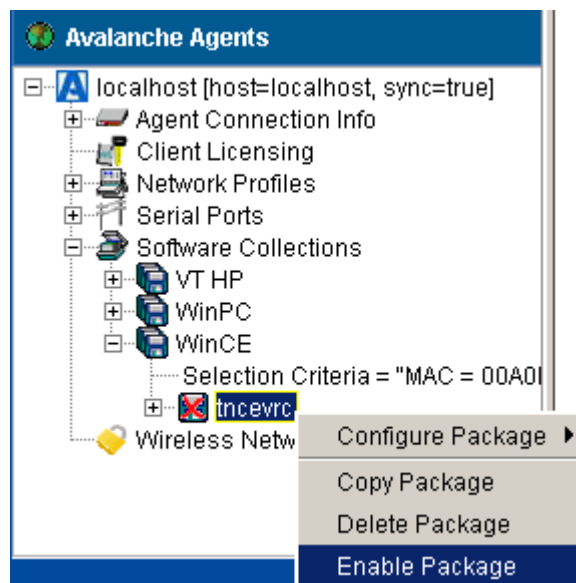 Avalanche Agents
localhost [host=localhost, sync=true]
Agent Connection Info
Client Licensing
Network Profiles
Serial Ports
Software Collections
VT HP
WinPC
WinCE
Selection Criteria = "MAC = 00A0
tncevrc
Wireless Netw
Configure Package
Copy Package
Delete Package
Enable Package